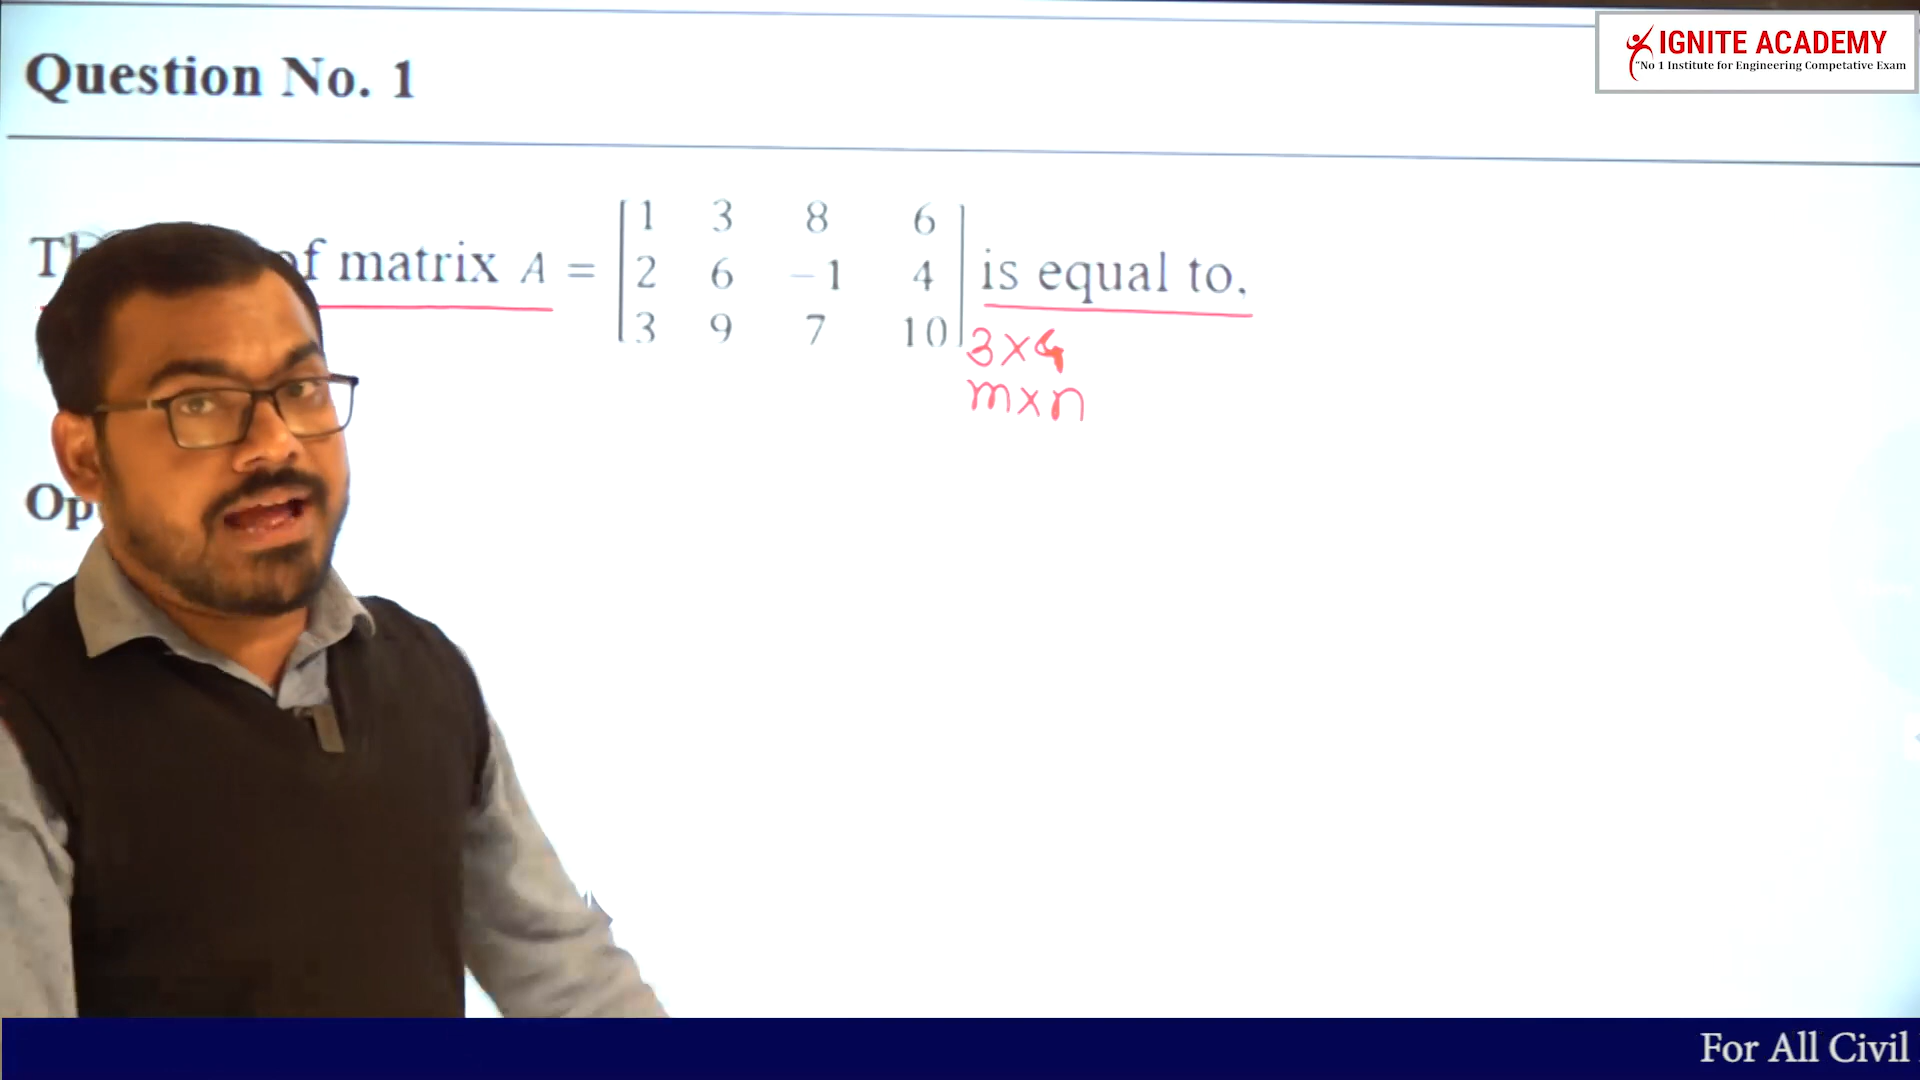 IGNITE ACADEMY
"No 1 Institute for Engineering Competative Exam
Question No. 1
of matrix A = 1 3 8 6 is equal to.
2 6 -1 4
3 9 7 10
3×4
m×n
For All Civil